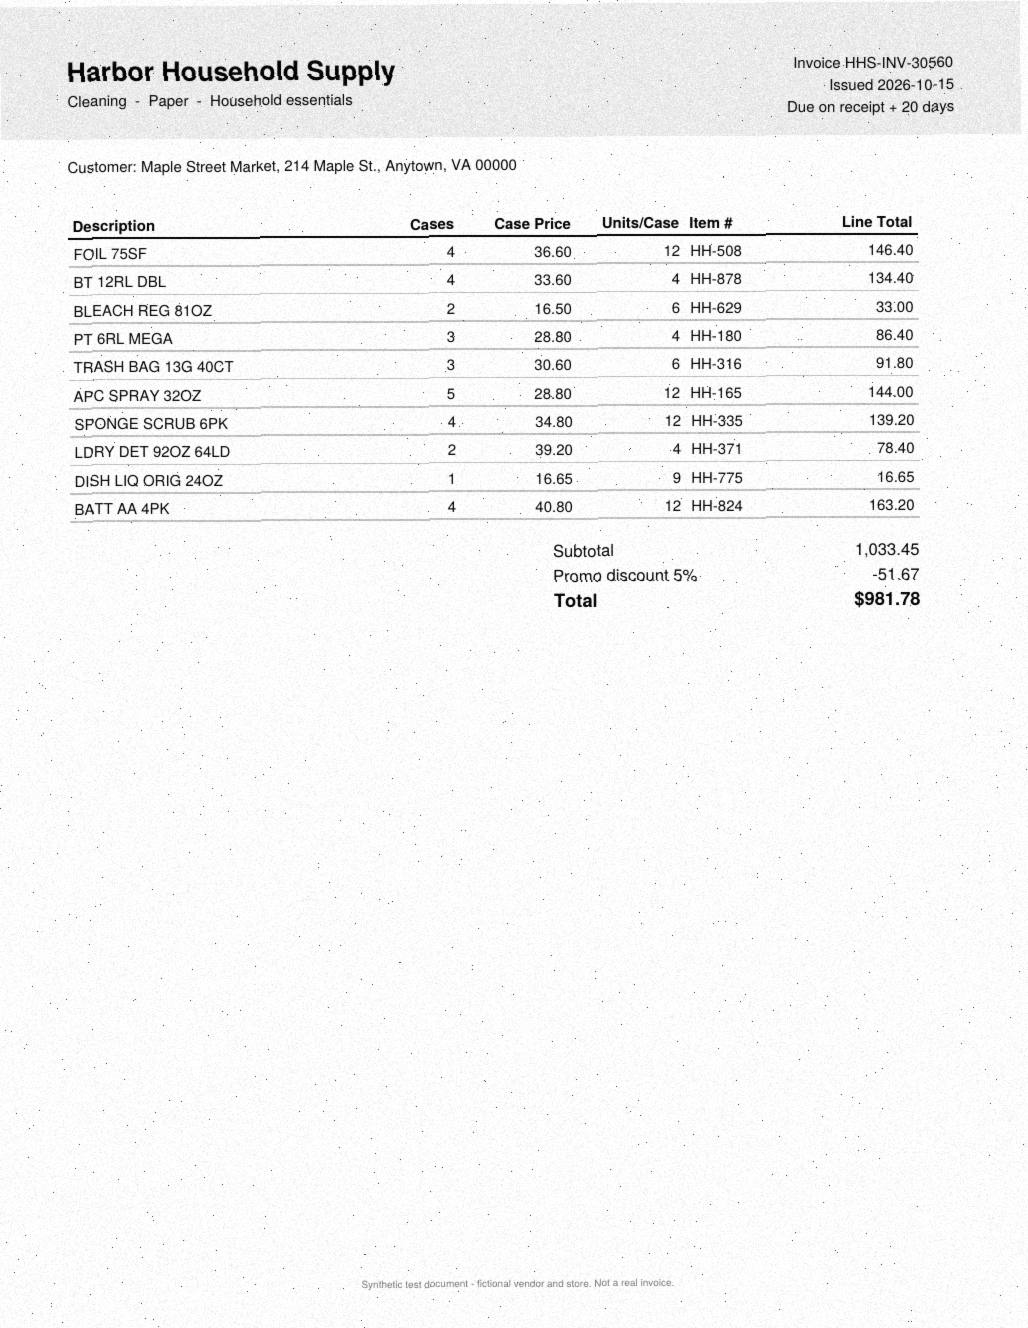 Harbor Household Supply
Cleaning - Paper - Household essentials
Invoice HHS-INV-30560
Issued 2026-10-15
Due on receipt + 20 days
Customer: Maple Street Market, 214 Maple St., Anytown, VA 00000
Description Cases Case Price Units/Case Item # Line Total
FOIL 75SF 4 36.60 12 HH-508 146.40
BT 12RL DBL 4 33.60 4 HH-878 134.40
BLEACH REG 81OZ 2 16.50 6 HH-629 33.00
PT 6RL MEGA 3 28.80 4 HH-180 86.40
TRASH BAG 13G 40CT 3 30.60 6 HH-316 91.80
APC SPRAY 32OZ 5 28.80 12 HH-165 144.00
SPONGE SCRUB 6PK 4 34.80 12 HH-335 139.20
LDRY DET 92OZ 64LD 2 39.20 4 HH-371 78.40
DISH LIQ ORIG 24OZ 1 16.65 9 HH-775 16.65
BATT AA 4PK 4 40.80 12 HH-824 163.20
Subtotal 1,033.45
Promo discount 5% -51.67
Total $981.78
Synthetic test document - fictional vendor and store. Not a real invoice.